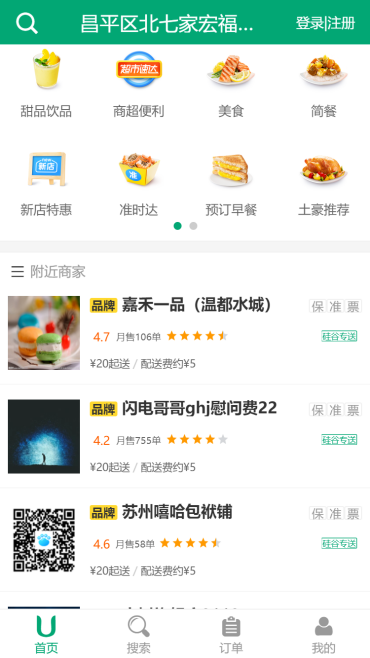 昌平区北七家宏福...
登录|注册
甜品饮品
超市速达
商超便利
美食
简餐
新店
新店特惠
准
准时达
预订早餐
土豪推荐
附近商家
品牌 嘉禾一品（温都水城） 保 准 票
4.7 月售106单 硅谷专送
¥20起送 / 配送费约¥5
品牌 闪电哥哥ghj慰问费22 保 准 票
4.2 月售755单 硅谷专送
¥20起送 / 配送费约¥5
品牌 苏州嘻哈包袱铺 保 准 票
4.6 月售58单 硅谷专送
¥20起送 / 配送费约¥5
首页
搜索
订单
我的